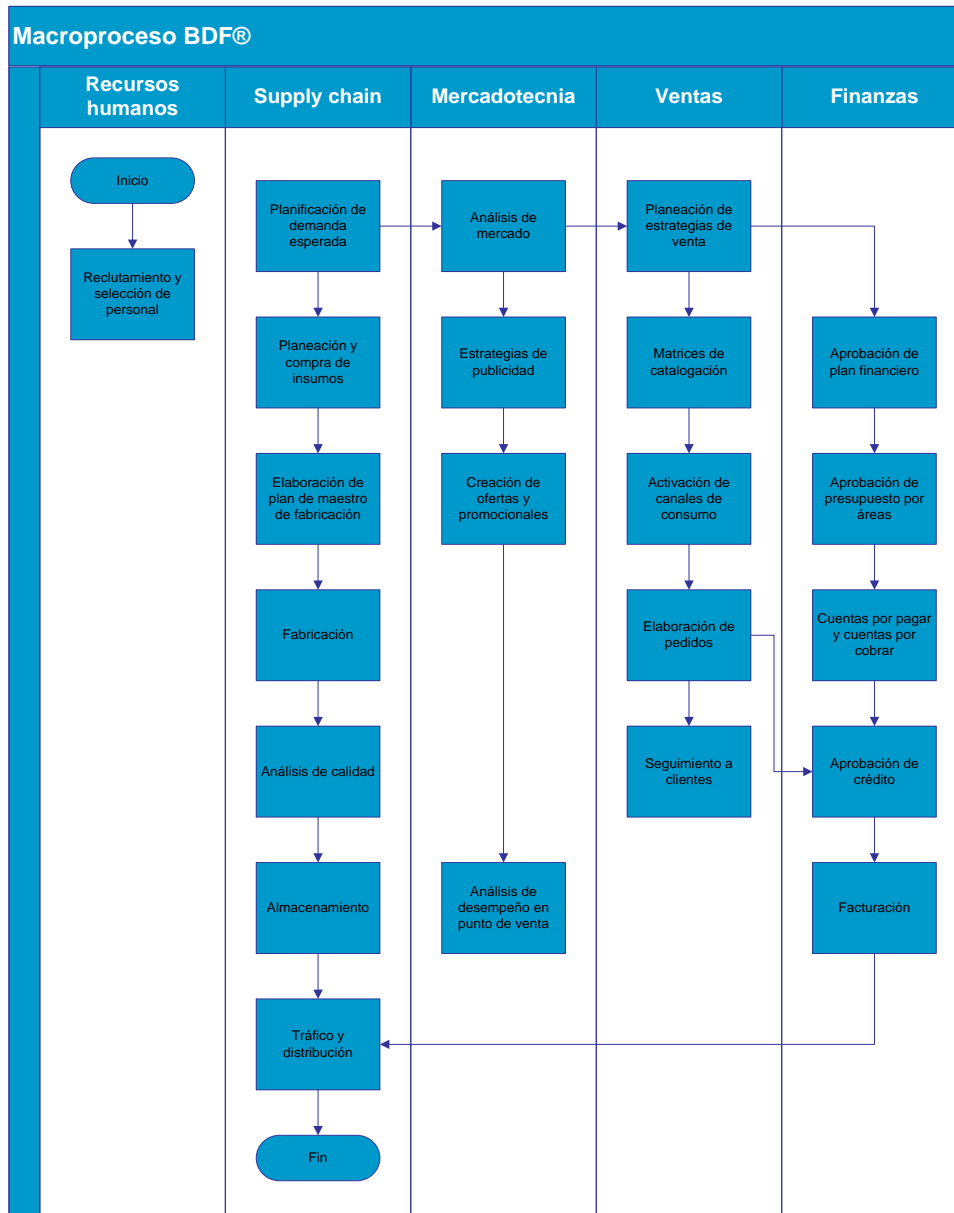 Macroproceso BDF®
Recursos
humanos
Supply chain
Mercadotecnia
Ventas
Finanzas
Inicio
Reclutamiento y
selección de
personal
Planificación de
demanda
esperada
Planeación y
compra de
insumos
Elaboración de
plan de maestro
de fabricación
Fabricación
Análisis de calidad
Almacenamiento
Tráfico y
distribución
Fin
Análisis de
mercado
Estrategias de
publicidad
Creación de
ofertas y
promocionales
Análisis de
desempeño en
punto de venta
Planeación de
estrategias de
venta
Matrices de
catalogación
Activación de
canales de
consumo
Elaboración de
pedidos
Seguimiento a
clientes
Aprobación de
plan financiero
Aprobación de
presupuesto por
áreas
Cuentas por pagar
y cuentas por
cobrar
Aprobación de
crédito
Facturación